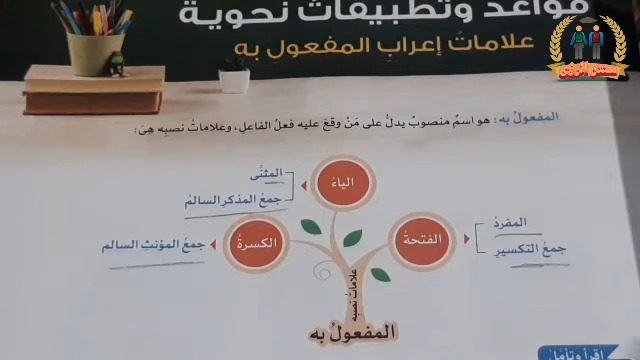 قواعد وتطبيقات نحوية
علاماتُ إعرابِ المفعولِ به
المفعولُ به: هو اسمٌ منصوبٌ يدلُّ على مَنْ وقعَ عليه فَعلُ الفاعلِ، وعلاماتُ نصبِه هِىَ:
الياءُ
المثنَّى
جمعُ المذكرِ السالمُ
الفتحةُ
المفردُ
جمعُ التكسيرِ
الكسرةُ
جمعُ المؤنثِ السالم
علاماتُ نصبِه
المفعولُ به
اقرأ وتأمل